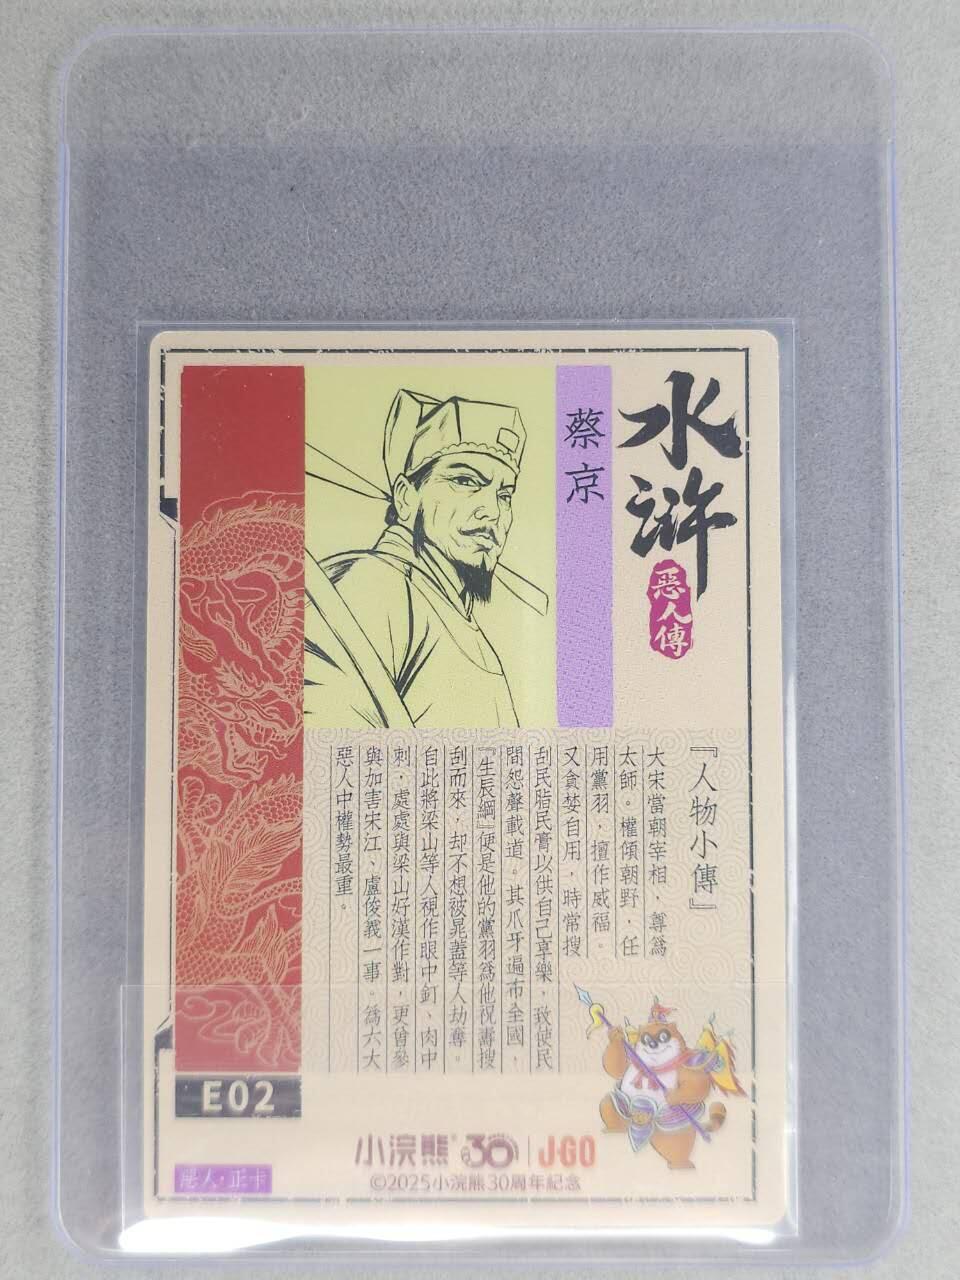 水滸
惡人傳
蔡京
『人物小傳』
大宋當朝宰相，尊爲
太師。權傾朝野，任
用黨羽，擅作威福。
又貪婪自用，時常搜
刮民脂民膏以供自己享樂，致使民
間怨聲載道。其爪牙遍布全國，
『生辰綱』便是他的黨羽爲他祝壽搜
刮而來，却不想被晁蓋等人劫奪。
自此將梁山等人視作眼中釘、肉中
刺，處處與梁山好漢作對，更曾參
與加害宋江、盧俊義一事。爲六大
惡人中權勢最重。
E02
惡人·正卡
小浣熊® 30 | J-GO
©2025小浣熊30周年紀念